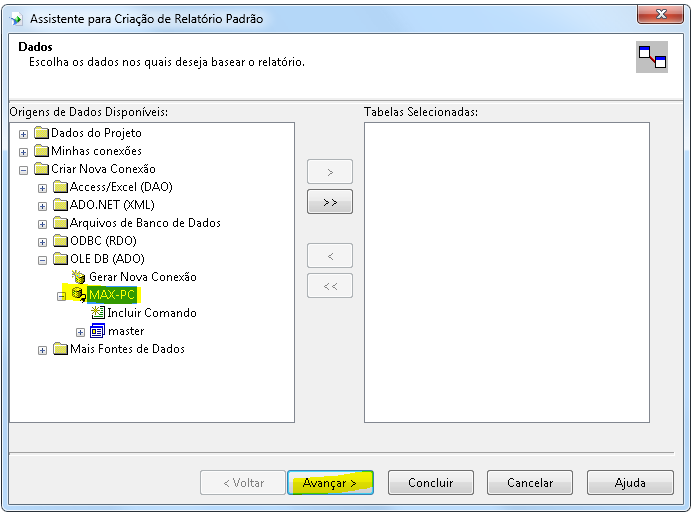 Assistente para Criação de Relatório Padrão
Dados
Escolha os dados nos quais deseja basear o relatório.
Origens de Dados Disponíveis:
Tabelas Selecionadas:
Dados do Projeto
Minhas conexões
Criar Nova Conexão
Access/Excel (DAO)
ADO.NET (XML)
Arquivos de Banco de Dados
ODBC (RDO)
OLE DB (ADO)
Gerar Nova Conexão
MAX-PC
Incluir Comando
master
Mais Fontes de Dados
>
>>
<
<<
< Voltar
Avançar >
Concluir
Cancelar
Ajuda